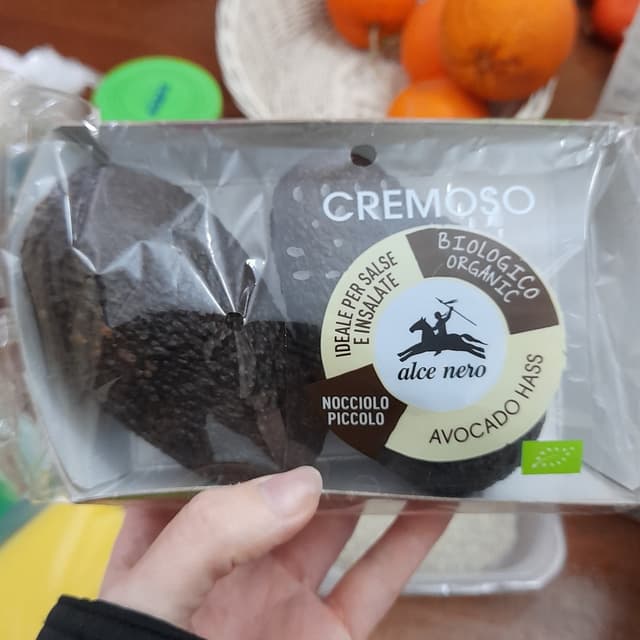 CREMOSO
BIOLOGICO
ORGANIC
IDEALE PER SALSE
E INSALATE
alce nero
NOCCIOLO
PICCOLO
AVOCADO HASS